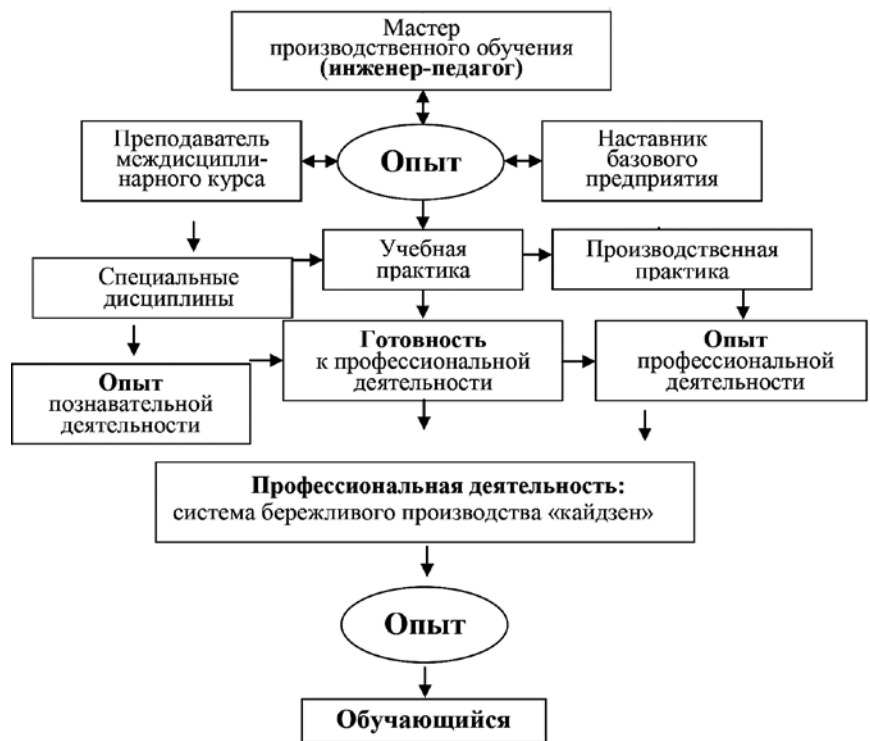 Мастер
производственного обучения
(инженер-педагог)
Преподаватель
междисципли-
нарного курса
Опыт
Наставник
базового
предприятия
Специальные
дисциплины
Учебная
практика
Производственная
практика
Опыт
познавательной
деятельности
Готовность
к профессиональной
деятельности
Опыт
профессиональной
деятельности
Профессиональная деятельность:
система бережливого производства «кайдзен»
Опыт
Обучающийся